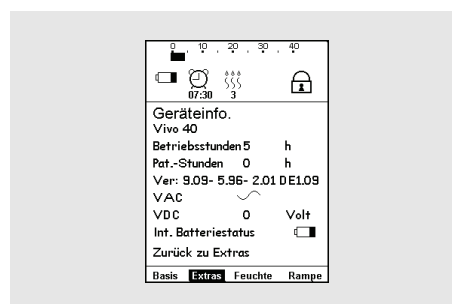 0 10 20 30 40
07:30 3
Geräteinfo.
Vivo 40
Betriebsstunden 5 h
Pat.-Stunden 0 h
Ver: 9.09- 5.96- 2.01 DE1.09
VAC
VDC 0 Volt
Int. Batteriestatus
Zurück zu Extras
Basis Extras Feuchte Rampe